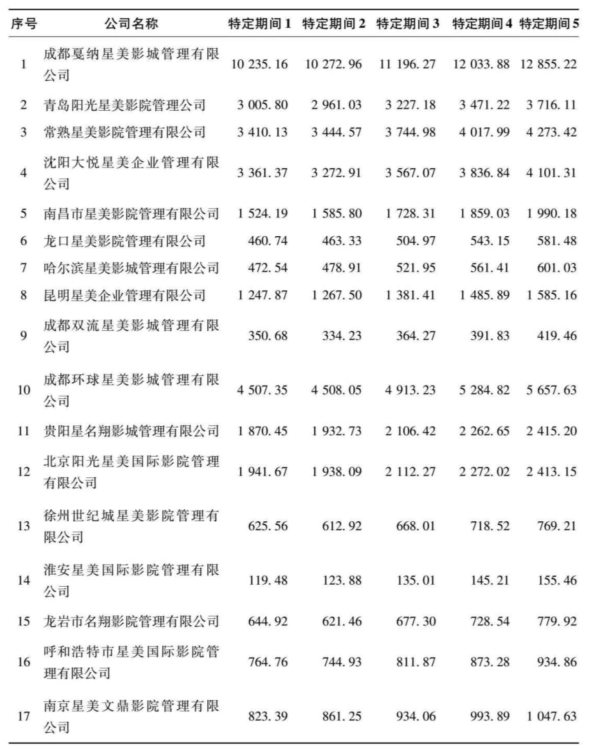 序号 公司名称 特定期间1 特定期间2 特定期间3 特定期间4 特定期间5
1 成都戛纳星美影城管理有限公司 10 235.16 10 272.96 11 196.27 12 033.88 12 855.22
2 青岛阳光星美影院管理公司 3 005.80 2 961.03 3 227.18 3 471.22 3 716.11
3 常熟星美影院管理有限公司 3 410.13 3 444.57 3 744.98 4 017.99 4 273.42
4 沈阳大悦星美企业管理有限公司 3 361.37 3 272.91 3 567.07 3 836.84 4 101.31
5 南昌市星美影院管理有限公司 1 524.19 1 585.80 1 728.31 1 859.03 1 990.18
6 龙口星美影院管理有限公司 460.74 463.33 504.97 543.15 581.48
7 哈尔滨星美影城管理有限公司 472.54 478.91 521.95 561.41 601.03
8 昆明星美企业管理有限公司 1 247.87 1 267.50 1 381.41 1 485.89 1 585.16
9 成都双流星美影城管理有限公司 350.68 334.23 364.27 391.83 419.46
10 成都环球星美影城管理有限公司 4 507.35 4 508.05 4 913.23 5 284.82 5 657.63
11 贵阳星名翔影城管理有限公司 1 870.45 1 932.73 2 106.42 2 262.65 2 415.20
12 北京阳光星美国际影院管理有限公司 1 941.67 1 938.09 2 112.27 2 272.02 2 413.15
13 徐州世纪城星美影院管理有限公司 625.56 612.92 668.01 718.52 769.21
14 淮安星美国际影院管理有限公司 119.48 123.88 135.01 145.21 155.46
15 龙岩市名翔影院管理有限公司 644.92 621.46 677.30 728.54 779.92
16 呼和浩特市星美国际影院管理有限公司 764.76 744.93 811.87 873.28 934.86
17 南京星美文鼎影院管理有限公司 823.39 861.25 934.06 993.89 1 047.63